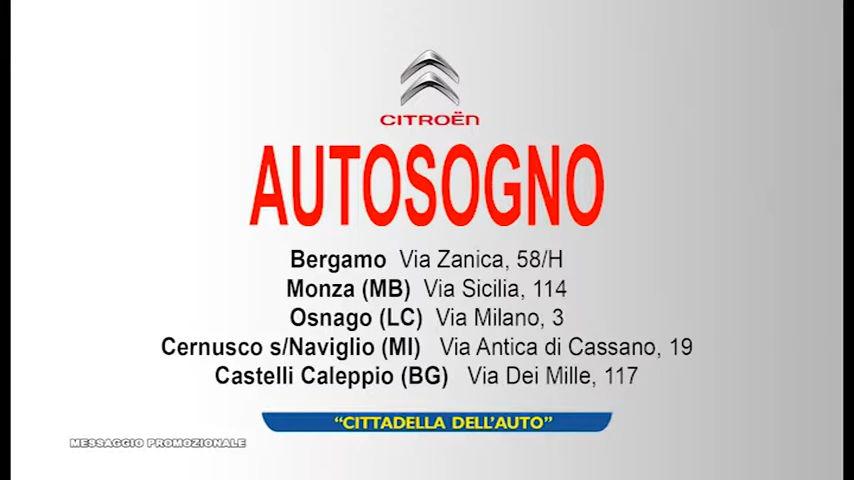 CITROËN
AUTOSOGNO
Bergamo Via Zanica, 58/H
Monza (MB) Via Sicilia, 114
Osnago (LC) Via Milano, 3
Cernusco s/Naviglio (MI) Via Antica di Cassano, 19
Castelli Caleppio (BG) Via Dei Mille, 117
"CITTADELLA DELL'AUTO"
MESSAGGIO PROMOZIONALE